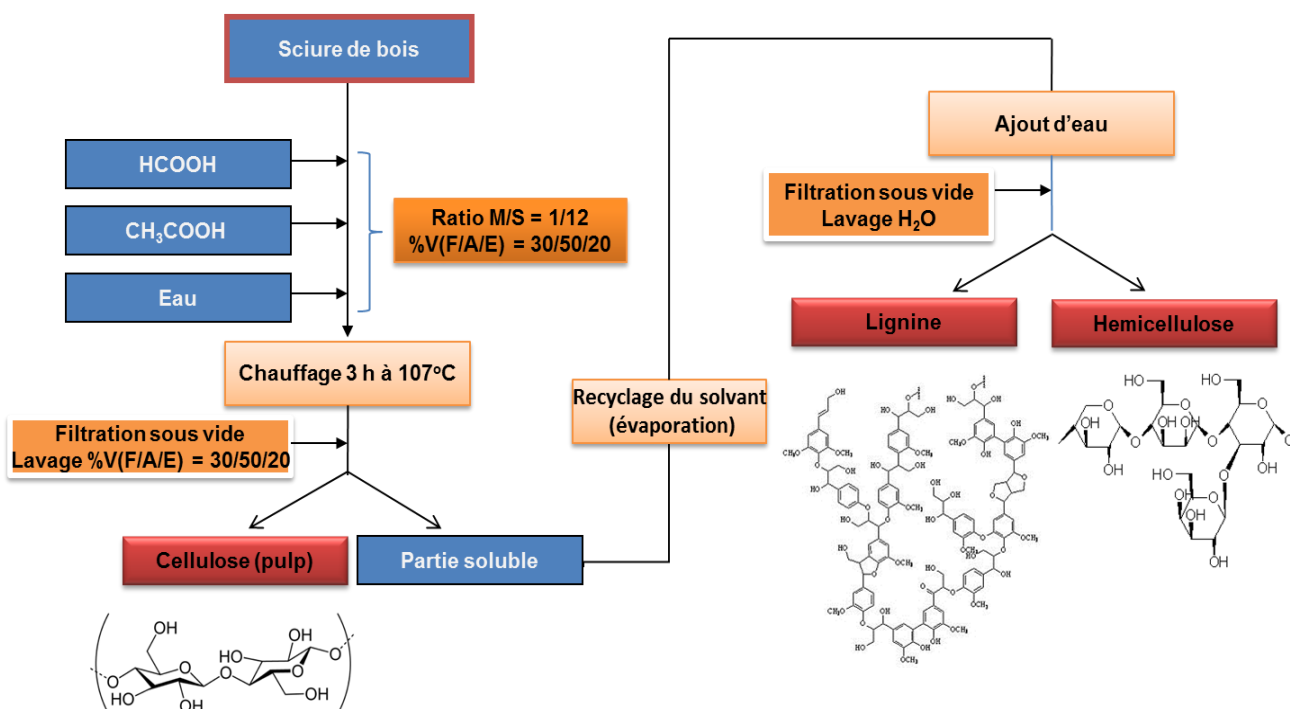 Sciure de bois
HCOOH
CH₃COOH
Eau
Ratio M/S = 1/12
%V(F/A/E) = 30/50/20
Chauffage 3 h à 107°C
Filtration sous vide
Lavage %V(F/A/E) = 30/50/20
Cellulose (pulp)
Partie soluble
Recyclage du solvant
(évaporation)
Ajout d’eau
Filtration sous vide
Lavage H₂O
Lignine
Hemicellulose